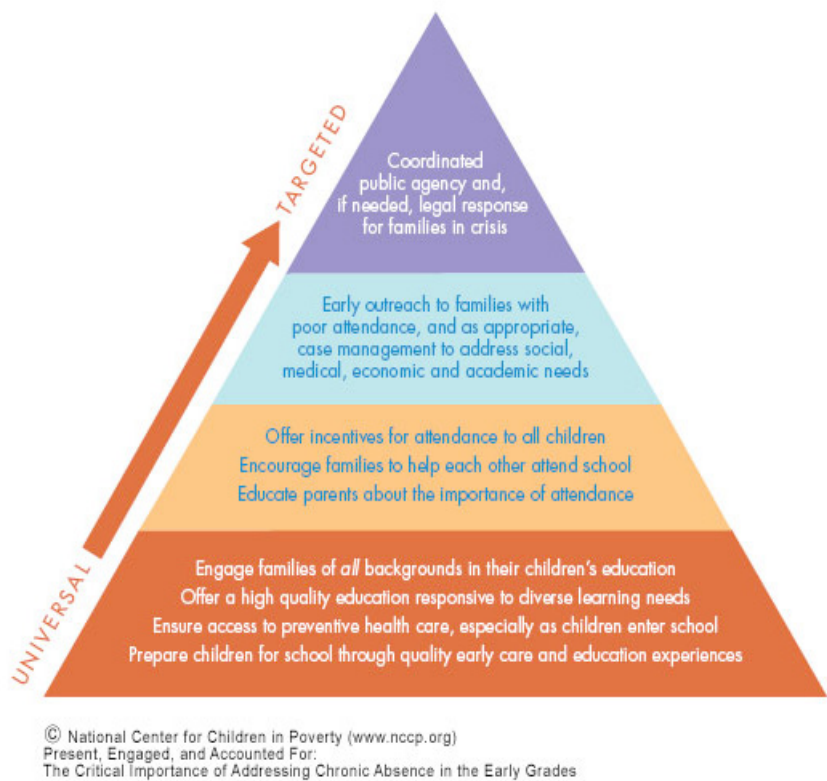 TARGETED
Coordinated
public agency and,
if needed, legal response
for families in crisis
Early outreach to families with
poor attendance, and as appropriate,
case management to address social,
medical, economic and academic needs
Offer incentives for attendance to all children
Encourage families to help each other attend school
Educate parents about the importance of attendance
UNIVERSAL
Engage families of all backgrounds in their children's education
Offer a high quality education responsive to diverse learning needs
Ensure access to preventive health care, especially as children enter school
Prepare children for school through quality early care and education experiences
© National Center for Children in Poverty (www.nccp.org)
Present, Engaged, and Accounted For:
The Critical Importance of Addressing Chronic Absence in the Early Grades